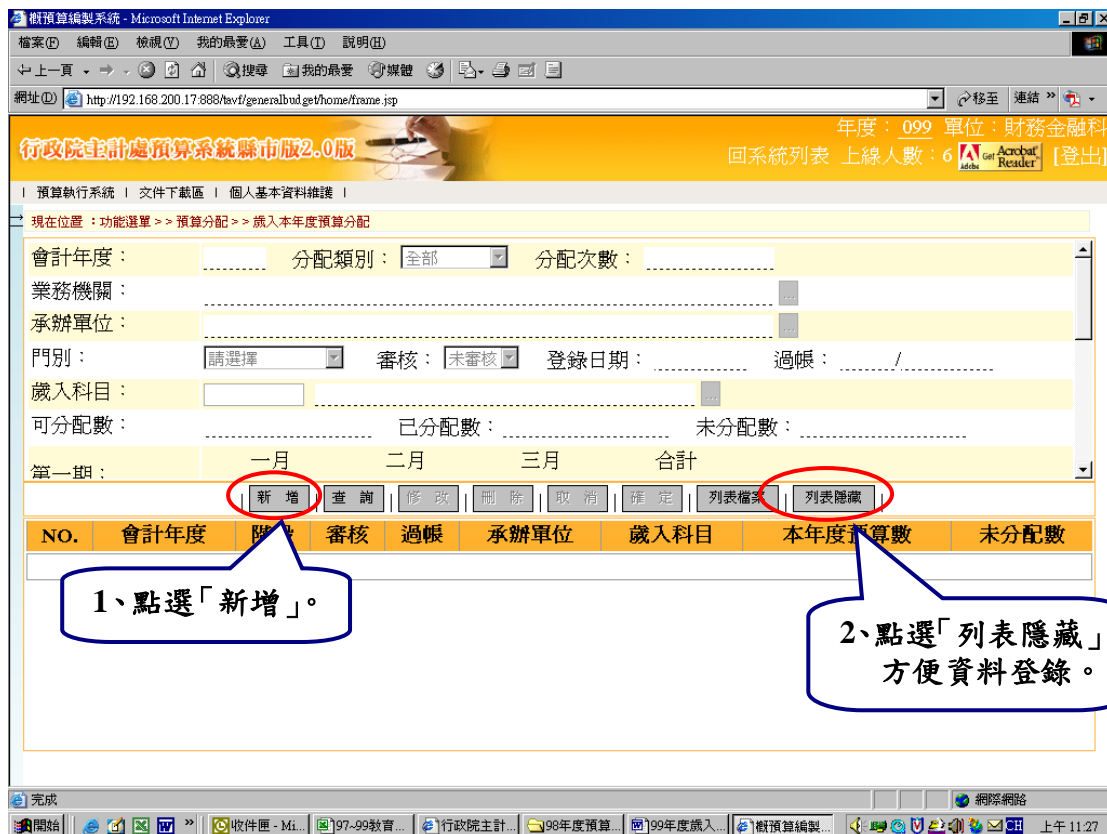 概預算編製系統 - Microsoft Internet Explorer
檔案(F) 編輯(E) 檢視(V) 我的最愛(A) 工具(T) 說明(H)
上一頁 搜尋 我的最愛 媒體
網址(D) http://192.168.200.17:888/tavf/generalbudget/home/frame.jsp 移至 連結 »
行政院主計處預算系統縣市版2.0版
年度：099 單位：財務金融科
回系統列表 上線人數：6 Adobe Get Acrobat Reader [登出]
| 預算執行系統 | 文件下載區 | 個人基本資料維護 |
現在位置 ：功能選單>>預算分配>>歲入本年度預算分配
會計年度： 分配類別： 全部 分配次數：
業務機關： ...
承辦單位： ...
門別： 請選擇 審核： 未審核 登錄日期： 過帳： /
歲入科目： ...
可分配數： 已分配數： 未分配數：
一月 二月 三月 合計
第一期：
| 新 增 | 查 詢 | 修 改 | 刪 除 | 取 消 | 確 定 | 列表檔案 | 列表隱藏 |
NO. 會計年度 審核 過帳 承辦單位 歲入科目 本年度預算數 未分配數
1、點選「新增」。
2、點選「列表隱藏」
方便資料登錄。
完成 網際網路
開始 » 收件匣 - Mi... 97~99教育... 行政院主計... 98年度預算... 99年度歲入... 概預算編製... CH 上午 11:27